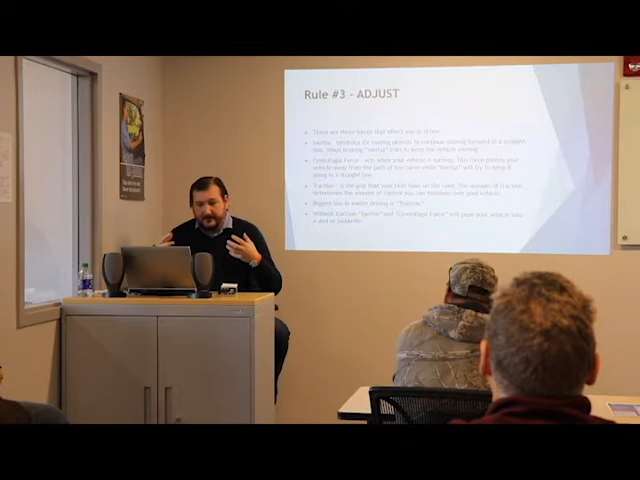 Rule #3 - ADJUST
These are three forces that affect you as driver
Inertia - tendency for moving objects to continue moving forward in a straight
line. When braking "Inertia" tries to keep the vehicle moving
Centrifugal Force - acts when your vehicle is turning. This force pushes your
vehicle away from the path of the curve while "Inertia" will try to keep it
going in a straight line.
Traction - is the grip that your tires have on the road. The amount of traction
determines the amount of control you can maintain over your vehicle
Biggest loss in winter driving is "Traction."
Without traction "Inertia" and "Centrifugal Force" will pull your vehicle into
a skid or